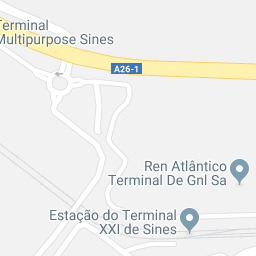 Terminal
Multipurpose Sines
A26-1
Ren Atlântico
Terminal De Gnl Sa
Estação do Terminal
XXI de Sines